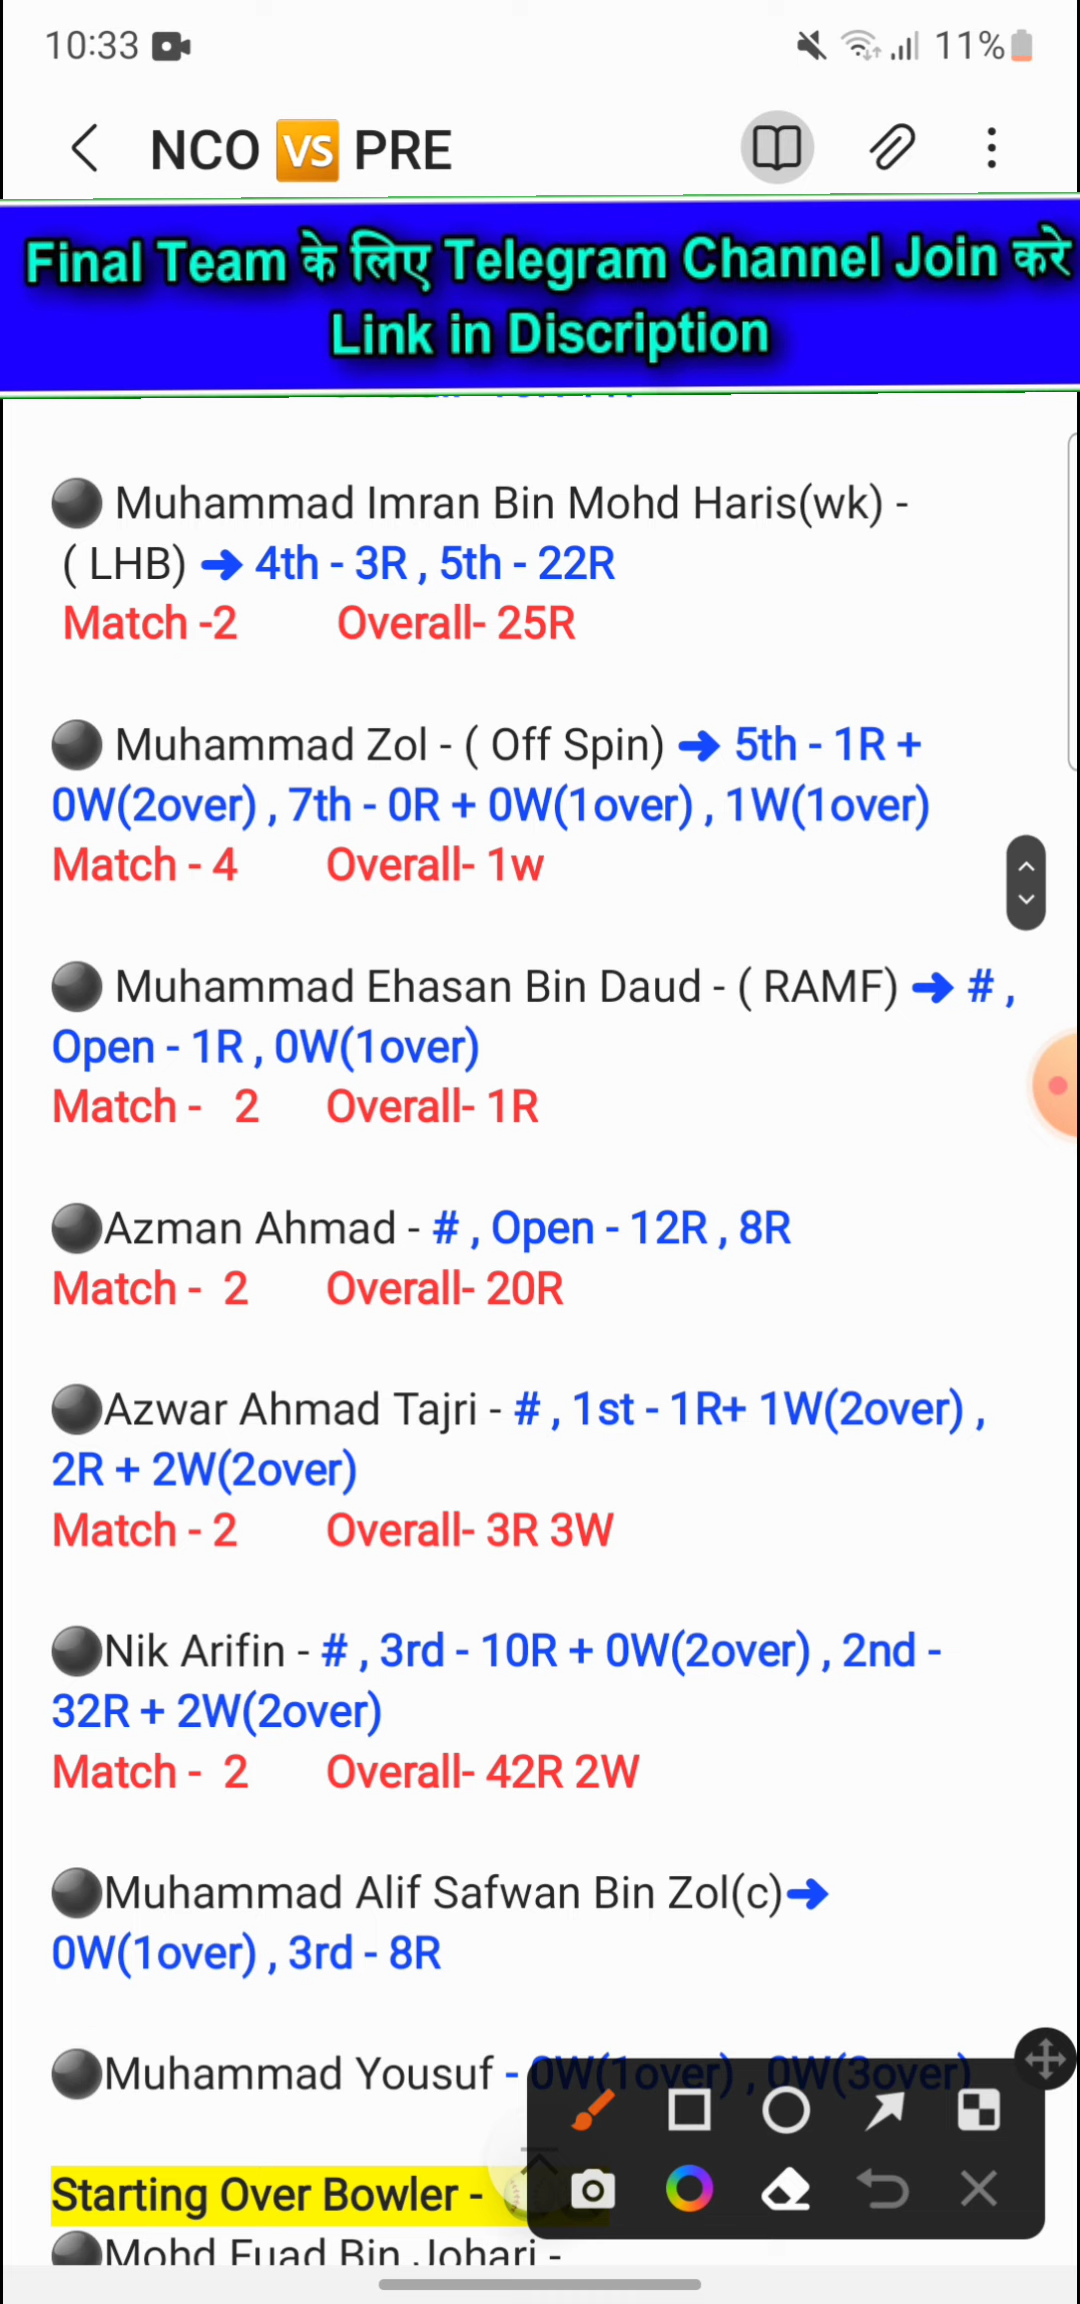 10:33 11%
NCO VS PRE
Final Team के लिए Telegram Channel Join करे
Link in Discription
Muhammad Imran Bin Mohd Haris(wk) -
( LHB) ➔ 4th - 3R , 5th - 22R
Match -2 Overall- 25R
Muhammad Zol - ( Off Spin) ➔ 5th - 1R +
0W(2over) , 7th - 0R + 0W(1over) , 1W(1over)
Match - 4 Overall- 1w
Muhammad Ehasan Bin Daud - ( RAMF) ➔ # ,
Open - 1R , 0W(1over)
Match - 2 Overall- 1R
Azman Ahmad - # , Open - 12R , 8R
Match - 2 Overall- 20R
Azwar Ahmad Tajri - # , 1st - 1R+ 1W(2over) ,
2R + 2W(2over)
Match - 2 Overall- 3R 3W
Nik Arifin - # , 3rd - 10R + 0W(2over) , 2nd -
32R + 2W(2over)
Match - 2 Overall- 42R 2W
Muhammad Alif Safwan Bin Zol(c)➔
0W(1over) , 3rd - 8R
Muhammad Yousuf - 0W(1over) , 0W(3over)
Starting Over Bowler -
Mohd Fuad Bin Johari -